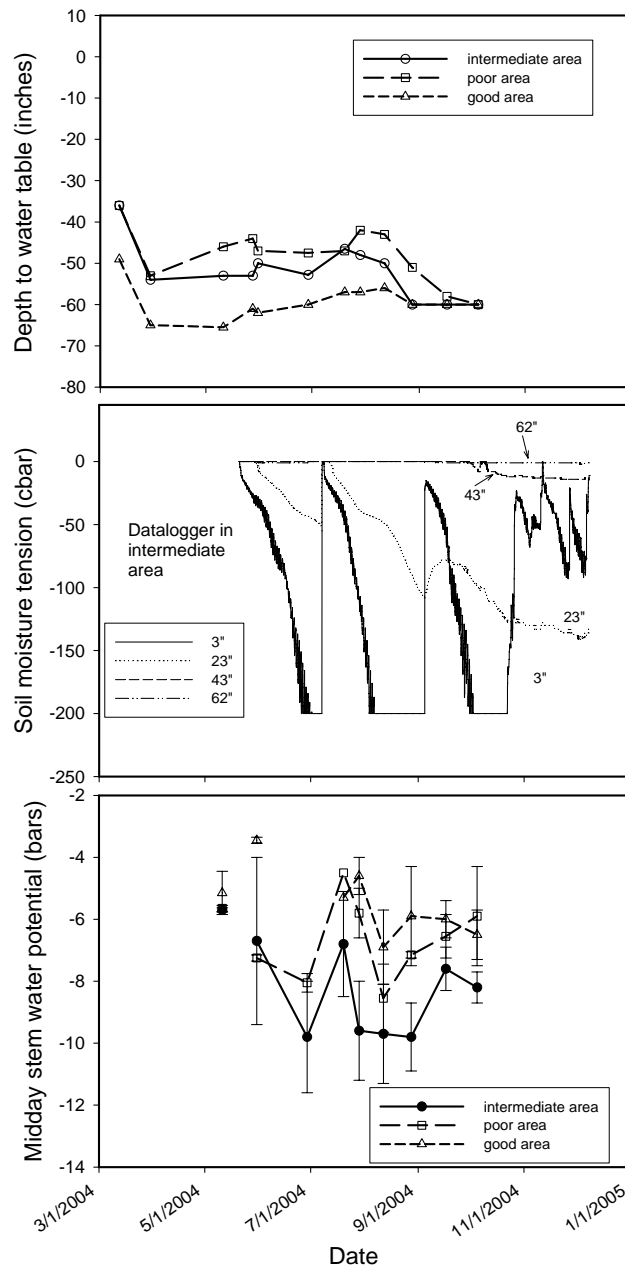 10
0
-10
-20
-30
-40
-50
-60
-70
-80
Depth to water table (inches)
intermediate area
poor area
good area
0
-50
-100
-150
-200
-250
Soil moisture tension (cbar)
62"
43"
Datalogger in
intermediate
area
23"
3"
3"
23"
43"
62"
-2
-4
-6
-8
-10
-12
-14
Midday stem water potential (bars)
intermediate area
poor area
good area
3/1/2004
5/1/2004
7/1/2004
9/1/2004
11/1/2004
1/1/2005
Date